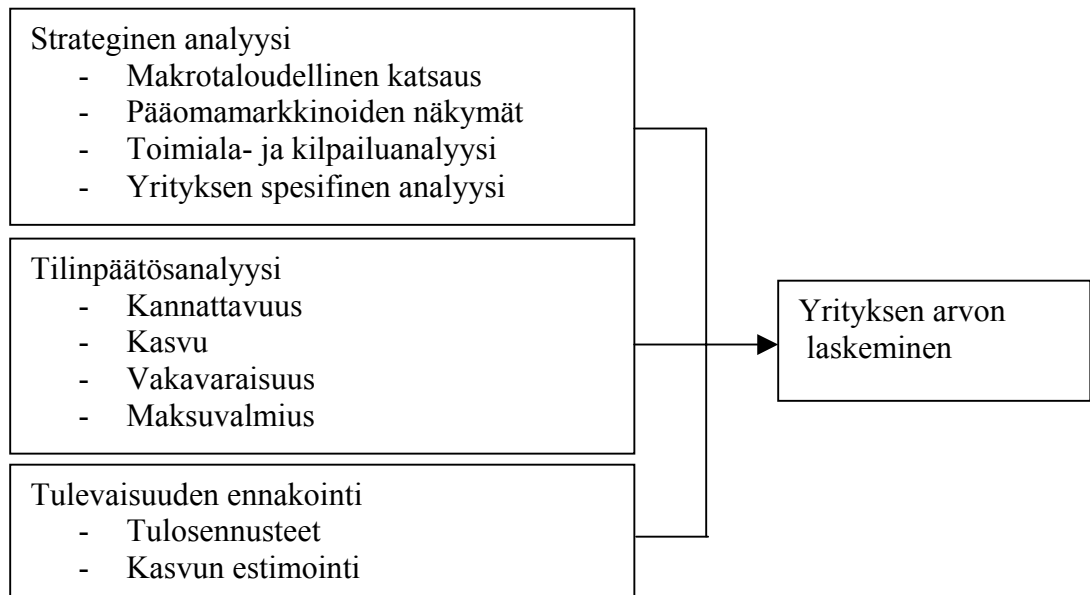 Strateginen analyysi
- Makrotaloudellinen katsaus
- Pääomamarkkinoiden näkymät
- Toimiala- ja kilpailuanalyysi
- Yrityksen spesifinen analyysi
Tilinpäätösanalyysi
- Kannattavuus
- Kasvu
- Vakavaraisuus
- Maksuvalmius
Tulevaisuuden ennakointi
- Tulosennusteet
- Kasvun estimointi
Yrityksen arvon
laskeminen